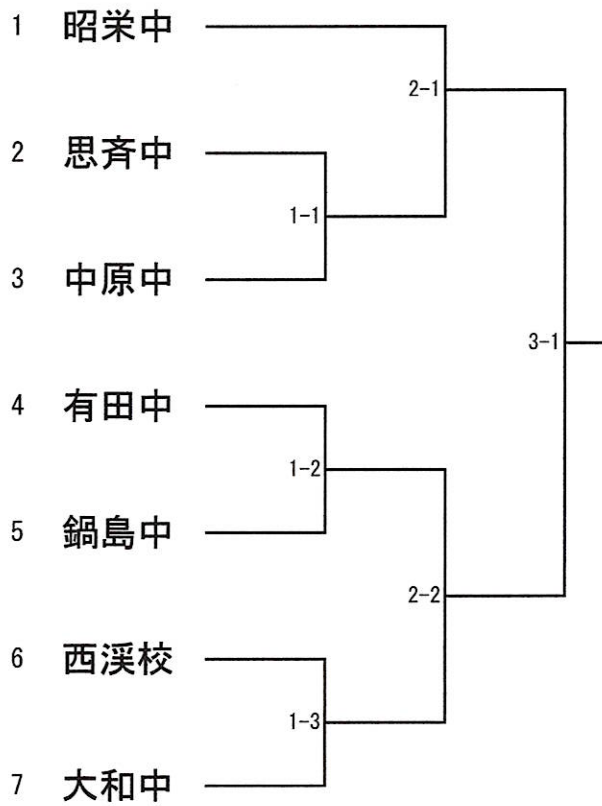 1 昭栄中
2-1
2 思斉中
1-1
3 中原中
3-1
4 有田中
1-2
5 鍋島中
2-2
6 西渓校
1-3
7 大和中